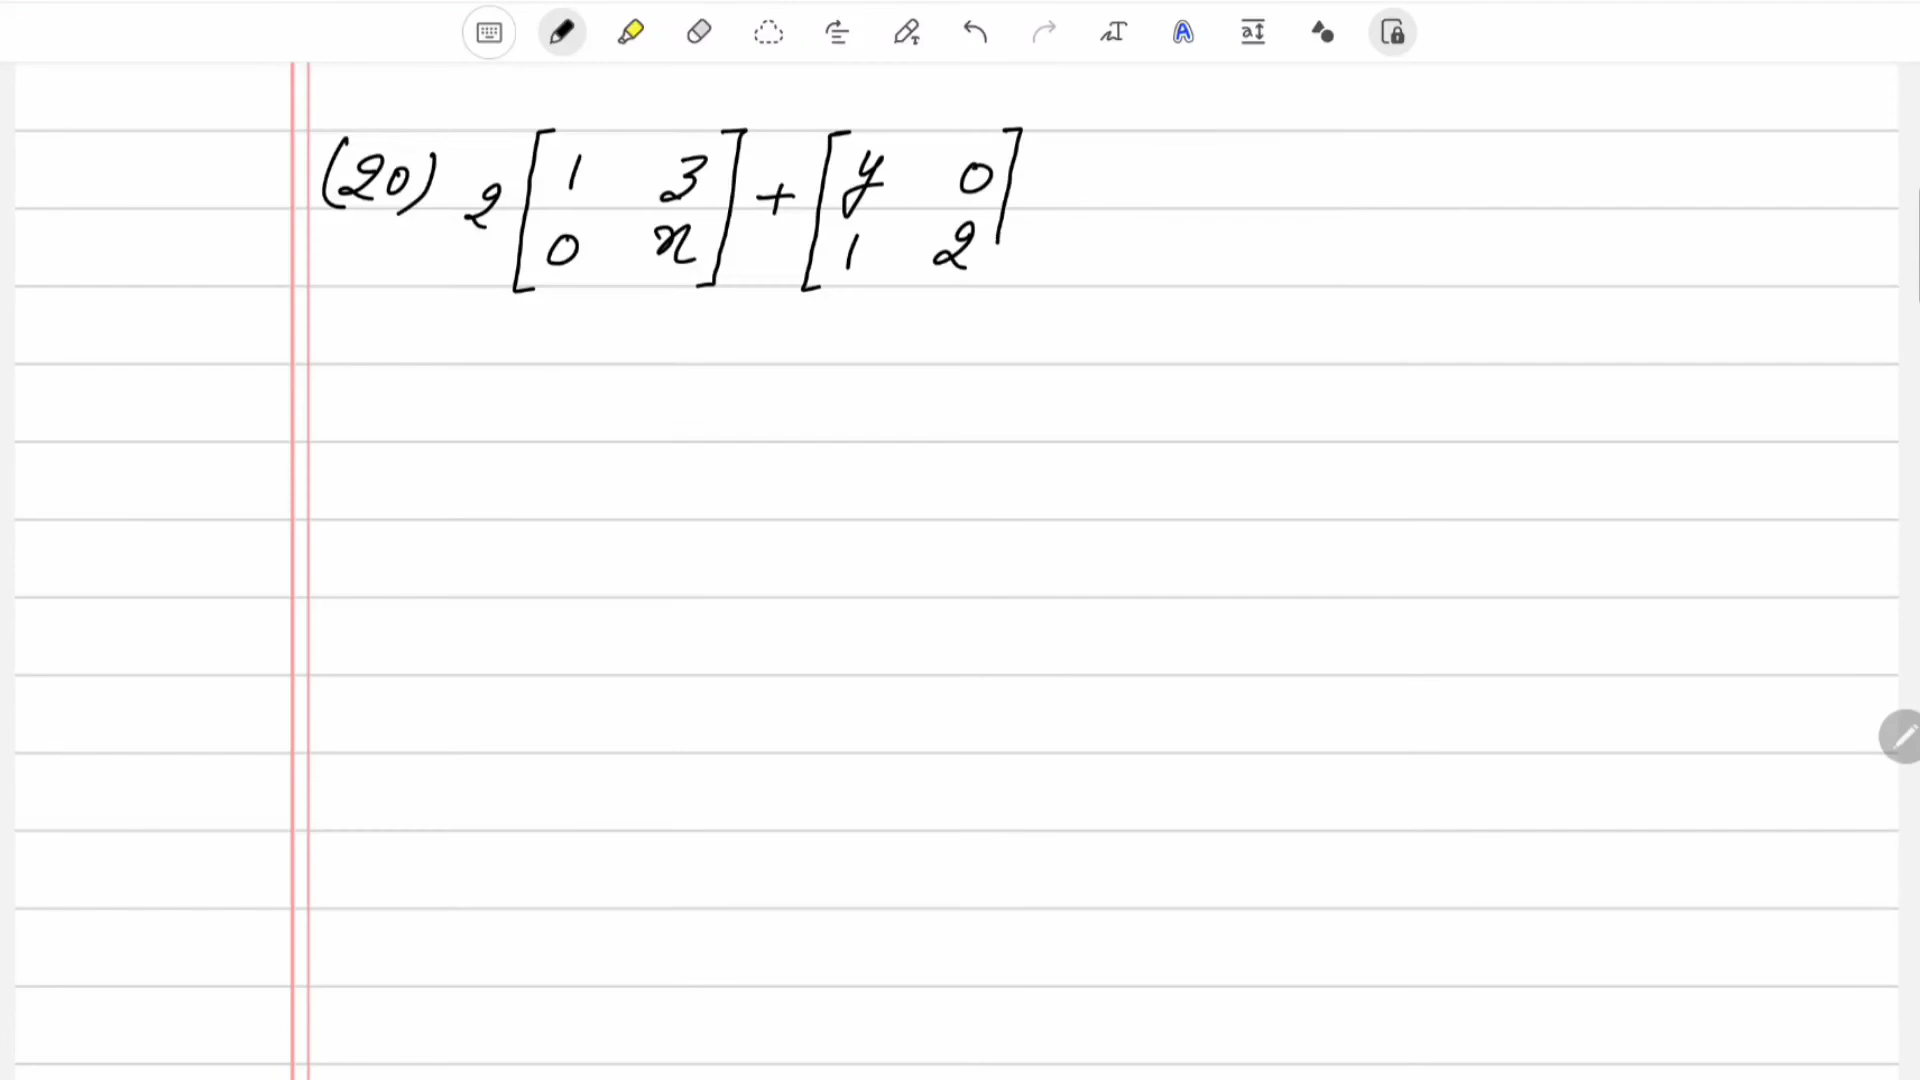 (20) 2 [1 3] + [y 0]
[0 x] [1 2]